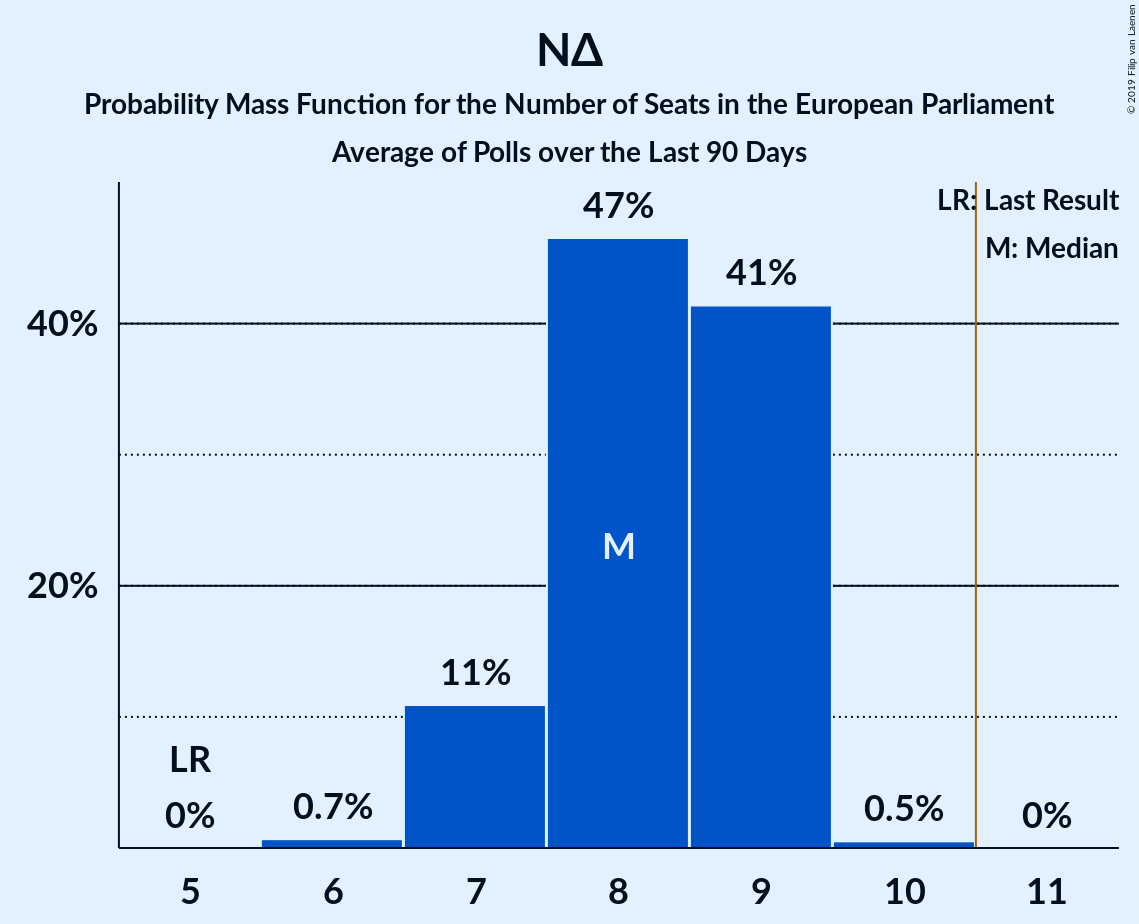 ΝΔ
Probability Mass Function for the Number of Seats in the European Parliament
Average of Polls over the Last 90 Days
© 2019 Filip van Laenen
LR: Last Result
M: Median
47%
41%
40%
M
20%
11%
LR
0%
0.7%
0.5%
0%
5 6 7 8 9 10 11